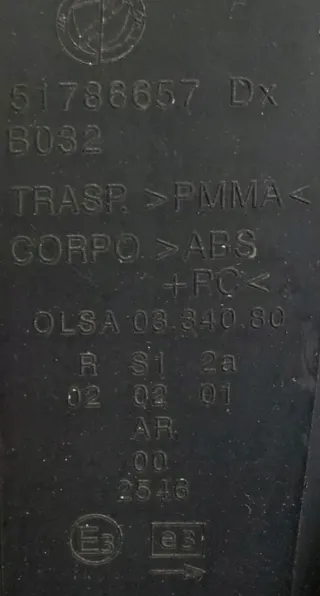 51786657 Dx
B032
TRASP. >PMMA<
CORPO >ABS
+PC<
OLSA 03.340.80
R S1 2a
02 02 01
AR
00
2546
E3 e3